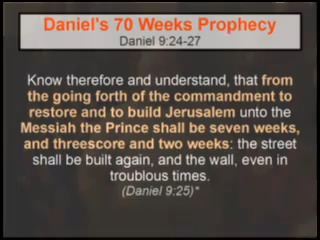 Daniel's 70 Weeks Prophecy
Daniel 9:24-27
Know therefore and understand, that from
the going forth of the commandment to
restore and to build Jerusalem unto the
Messiah the Prince shall be seven weeks,
and threescore and two weeks: the street
shall be built again, and the wall, even in
troublous times.
(Daniel 9:25)*